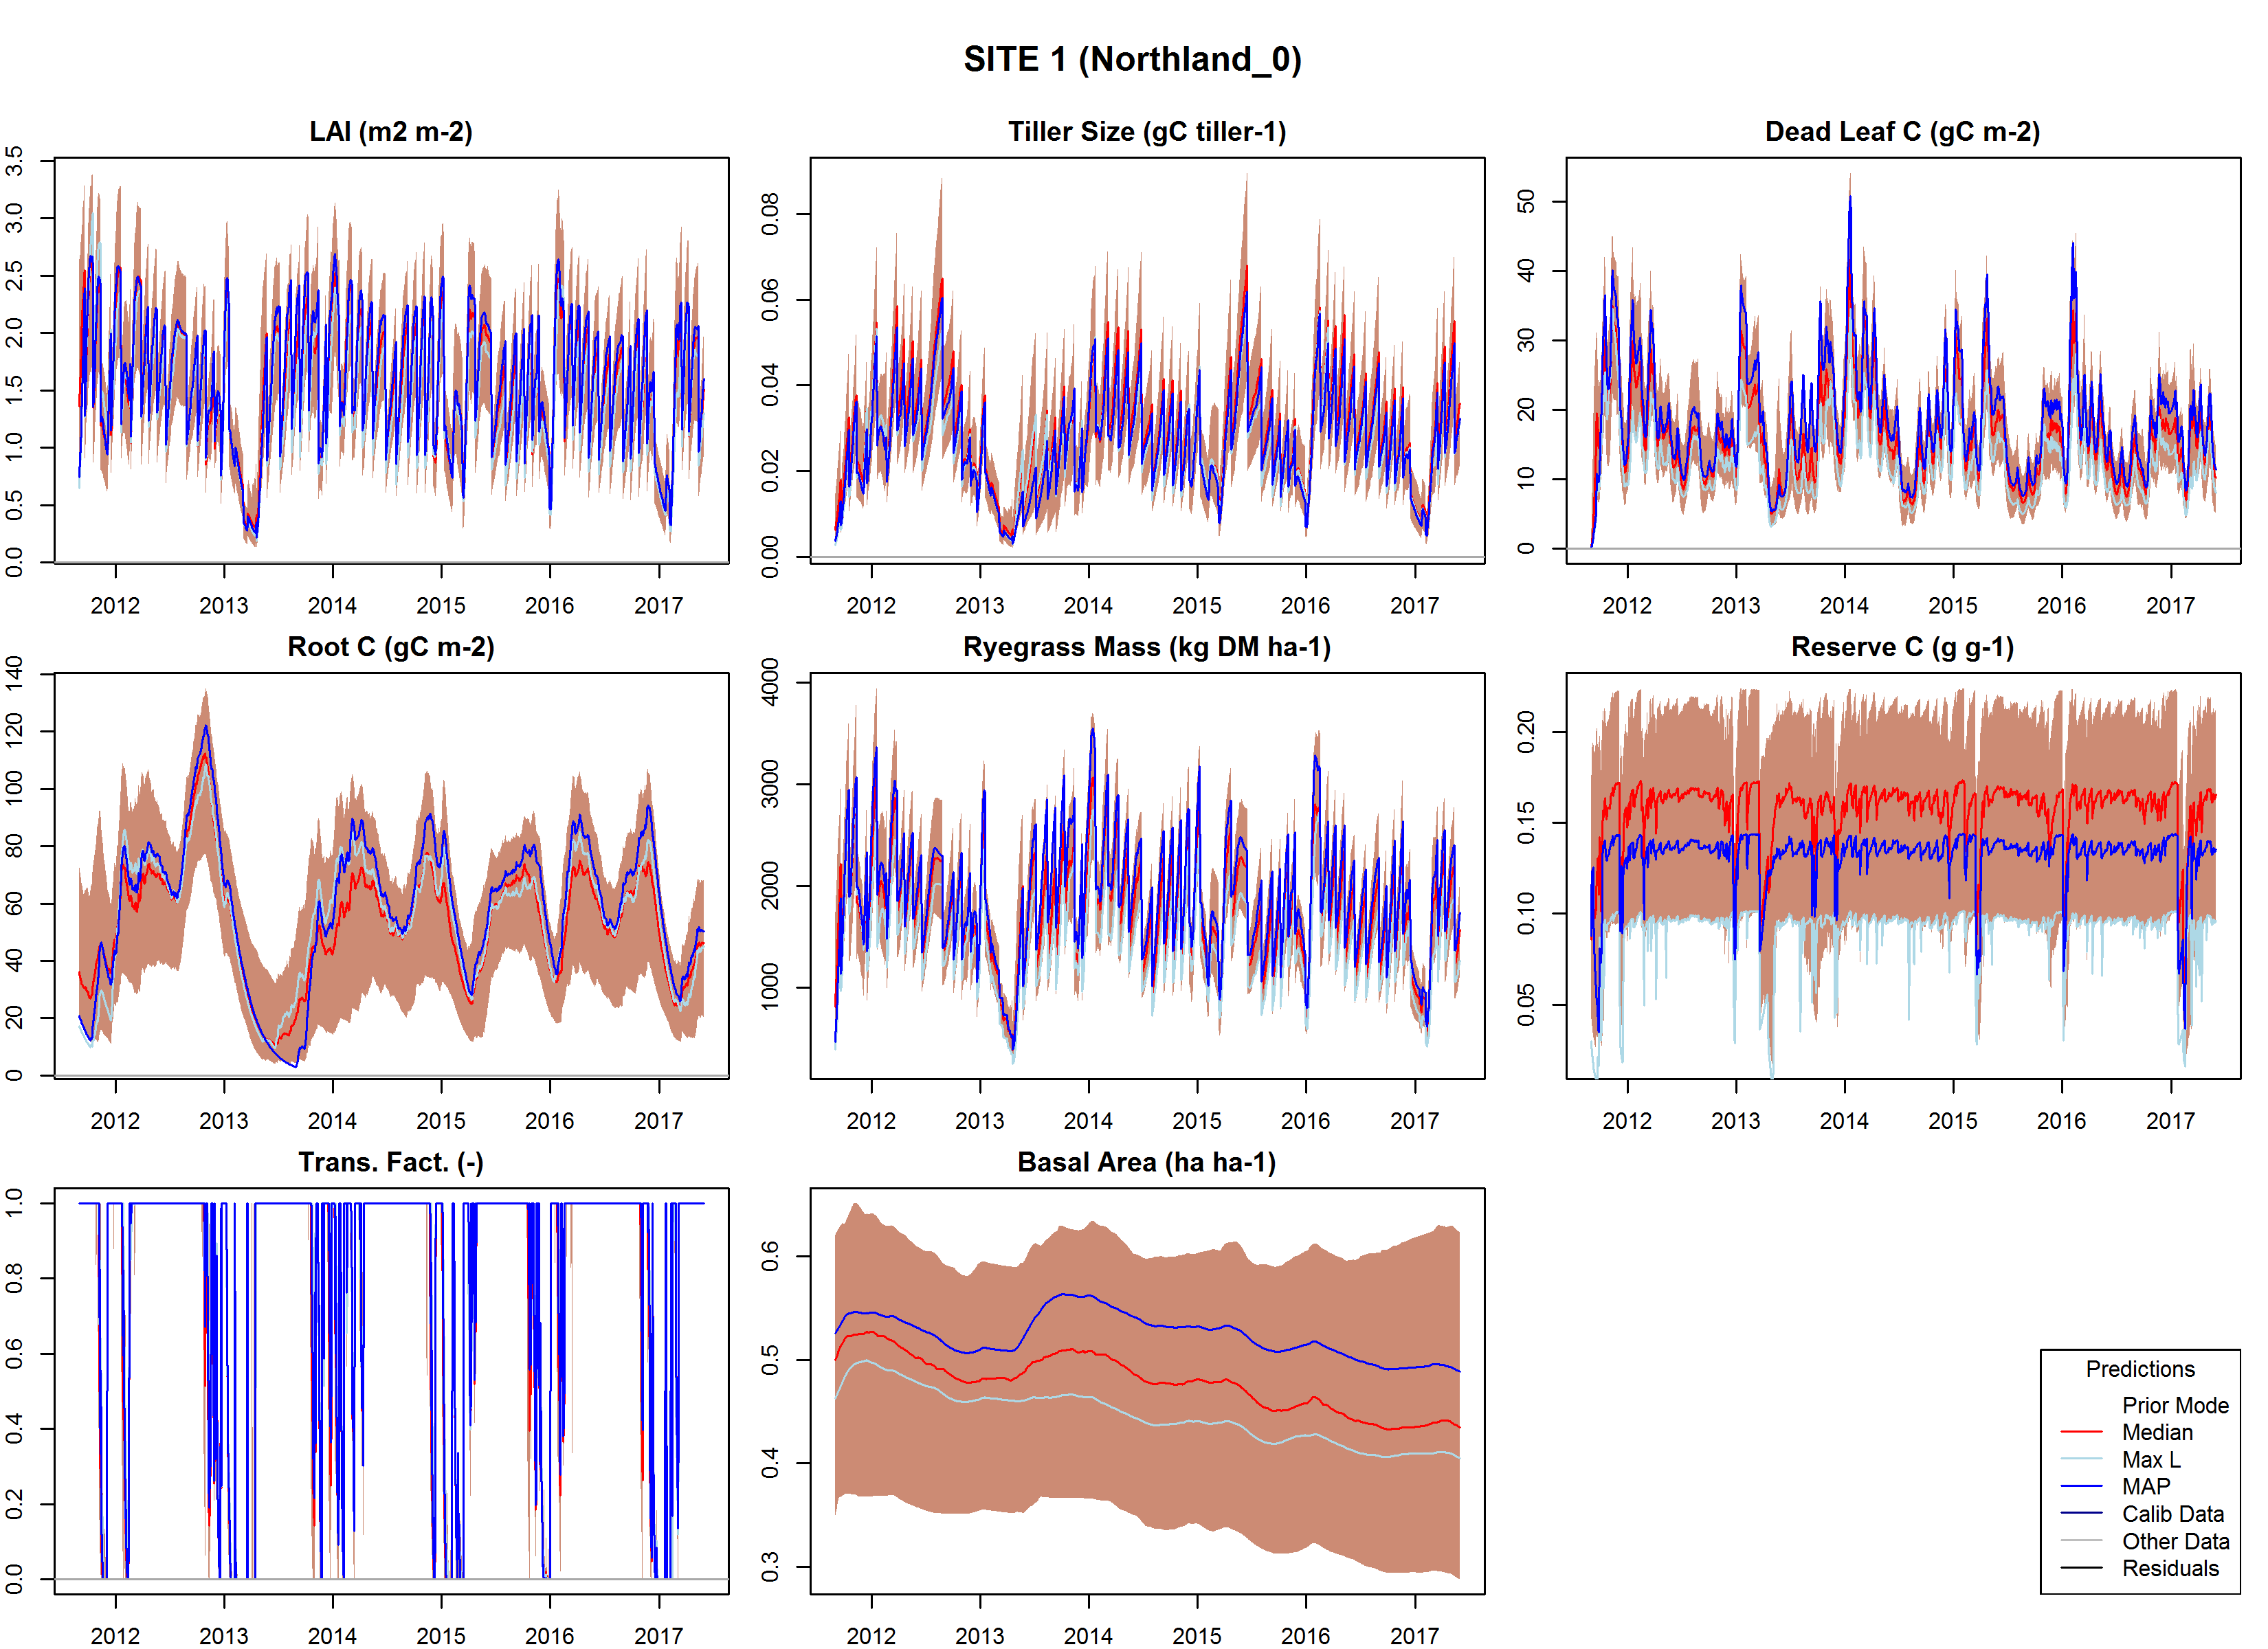 SITE 1 (Northland_0)
LAI (m2 m-2)
Tiller Size (gC tiller-1)
Dead Leaf C (gC m-2)
0.0 0.5 1.0 1.5 2.0 2.5 3.0 3.5
0.00 0.02 0.04 0.06 0.08
0 10 20 30 40 50
2012 2013 2014 2015 2016 2017
2012 2013 2014 2015 2016 2017
2012 2013 2014 2015 2016 2017
Root C (gC m-2)
Ryegrass Mass (kg DM ha-1)
Reserve C (g g-1)
0 20 40 60 80 100 120 140
1000 2000 3000 4000
0.05 0.10 0.15 0.20
2012 2013 2014 2015 2016 2017
2012 2013 2014 2015 2016 2017
2012 2013 2014 2015 2016 2017
Trans. Fact. (-)
Basal Area (ha ha-1)
0.0 0.2 0.4 0.6 0.8 1.0
0.3 0.4 0.5 0.6
2012 2013 2014 2015 2016 2017
2012 2013 2014 2015 2016 2017
Predictions
Prior Mode
Median
Max L
MAP
Calib Data
Other Data
Residuals